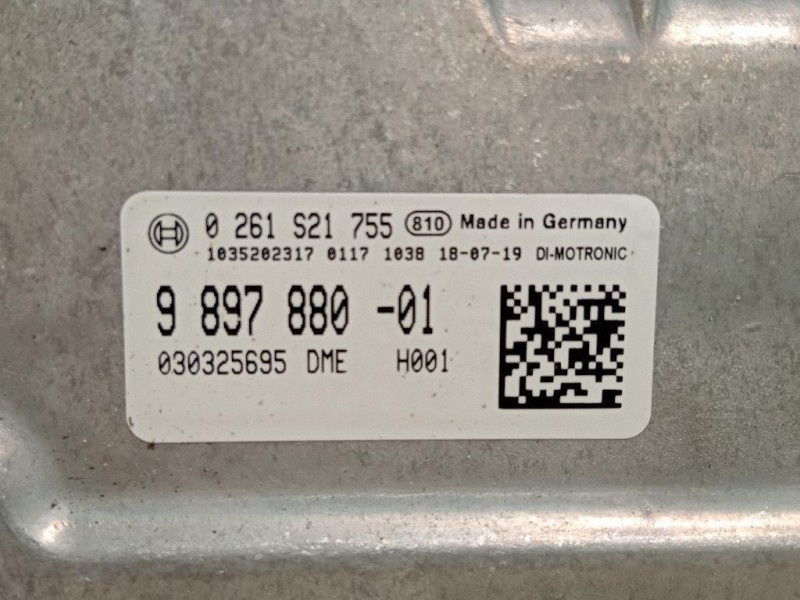 0 261 S21 755 810 Made in Germany
1035202317 0117 1038 18-07-19 DI-MOTRONIC
9 897 880 -01
030325695 DME H001